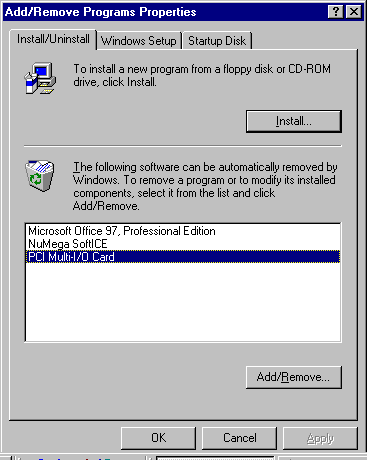 Add/Remove Programs Properties
Install/Uninstall
Windows Setup
Startup Disk
To install a new program from a floppy disk or CD-ROM
drive, click Install.
Install...
The following software can be automatically removed by
Windows. To remove a program or to modify its installed
components, select it from the list and click
Add/Remove.
Microsoft Office 97, Professional Edition
NuMega SoftICE
PCI Multi-I/O Card
Add/Remove...
OK
Cancel
Apply